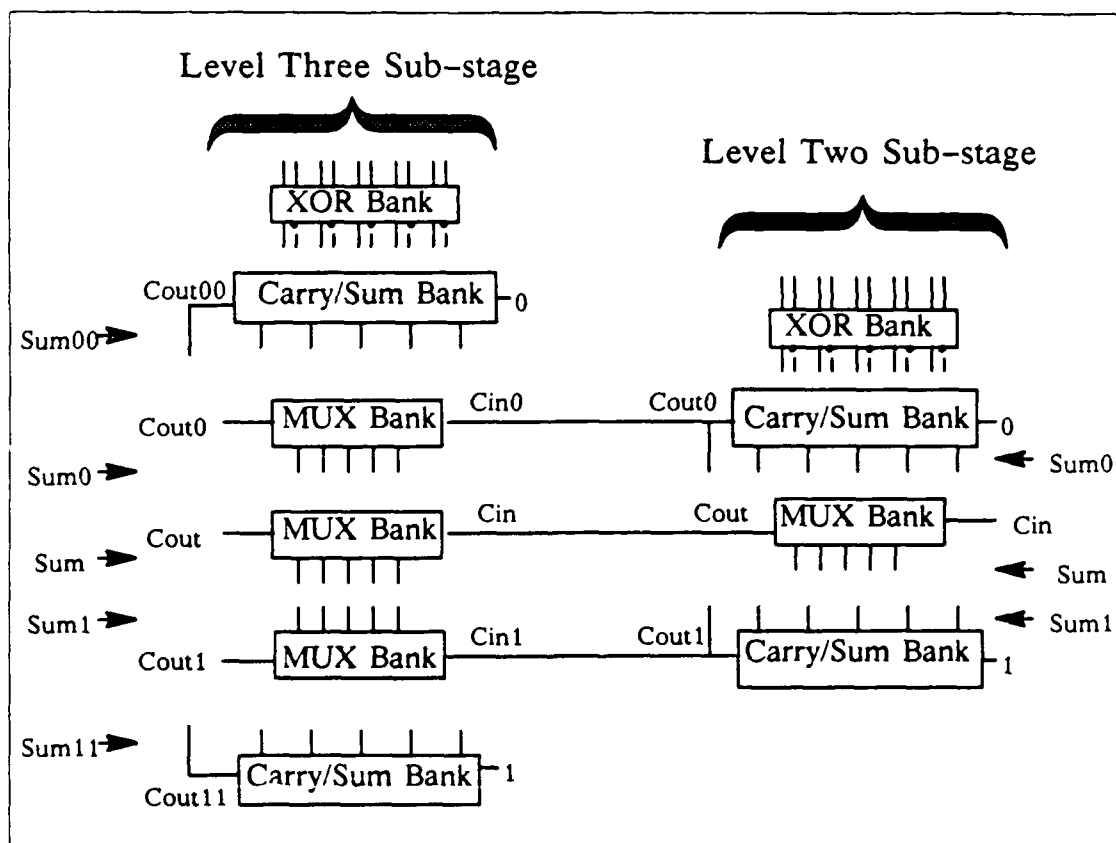 Level Three Sub-stage
Level Two Sub-stage
XOR Bank
Cout00
Carry/Sum Bank
0
Sum00
XOR Bank
Cout0
MUX Bank
Cin0
Cout0
Carry/Sum Bank
0
Sum0
Sum0
Cout
MUX Bank
Cin
Cout
MUX Bank
Cin
Sum
Sum
Sum1
Sum1
Cout1
MUX Bank
Cin1
Cout1
Carry/Sum Bank
1
Sum11
Cout11
Carry/Sum Bank
1